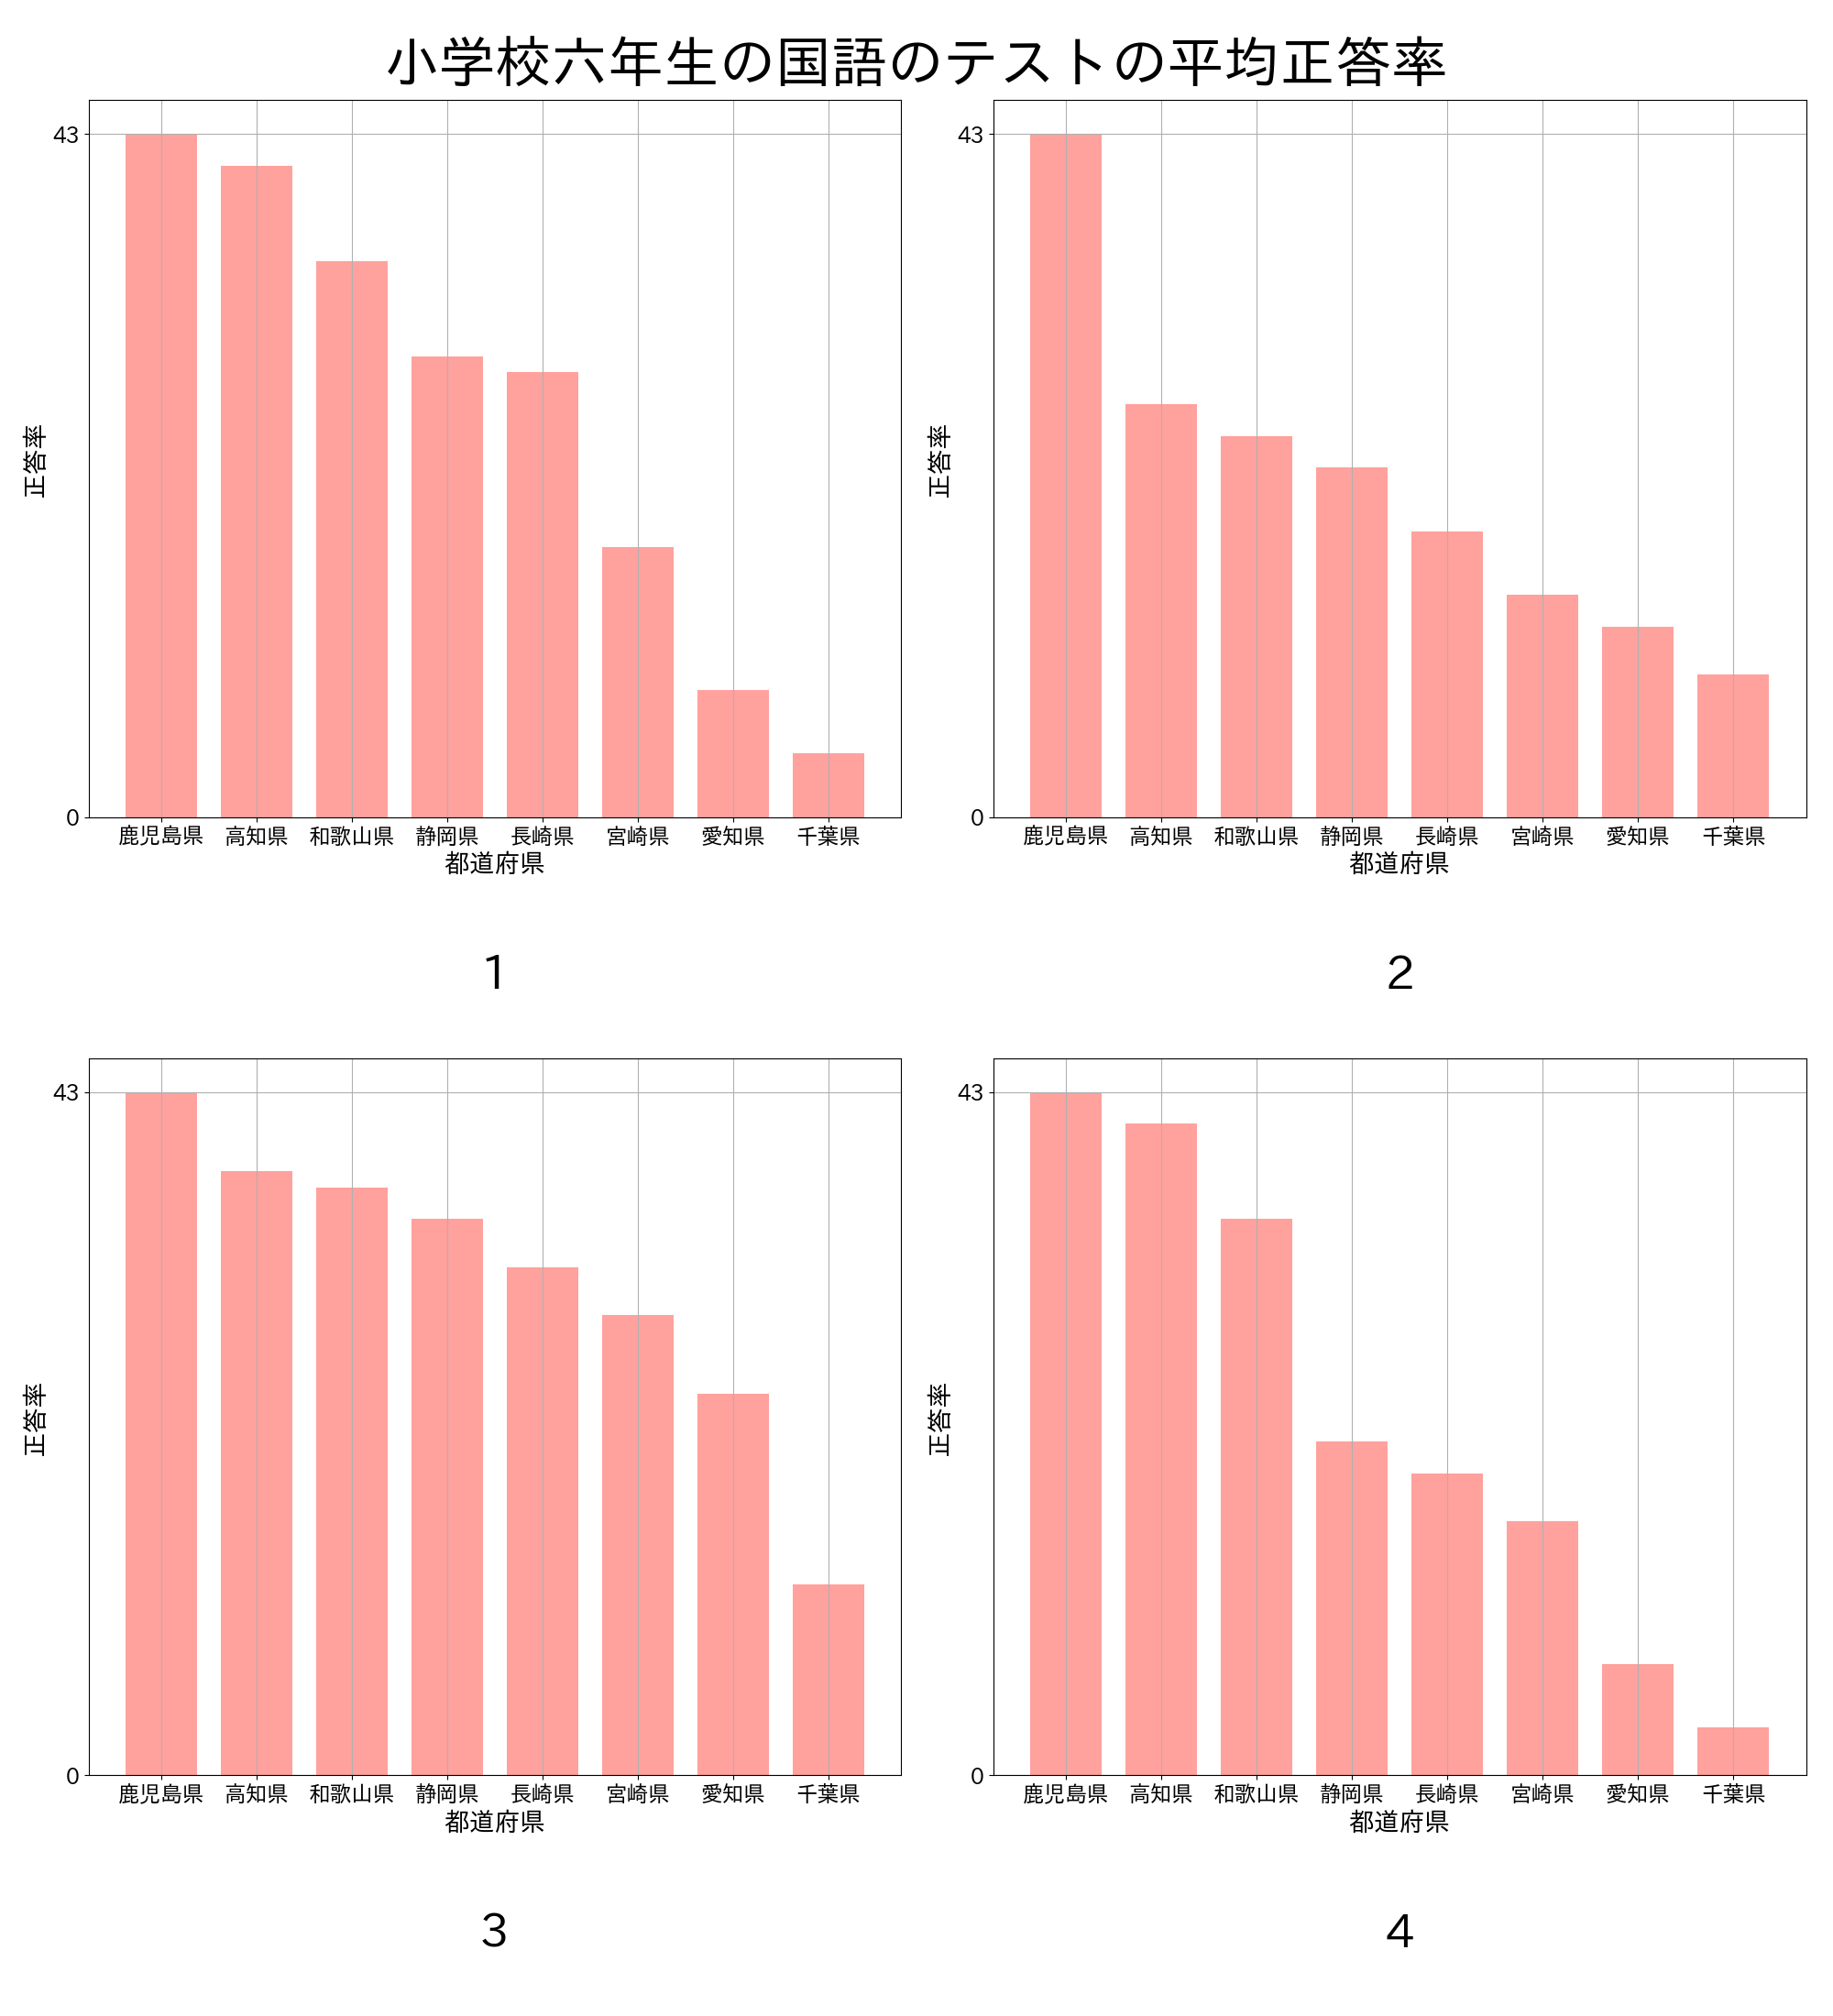 小学校六年生の国語のテストの平均正答率
43
0
正答率
鹿児島県 高知県 和歌山県 静岡県 長崎県 宮崎県 愛知県 千葉県
都道府県
1
43
0
正答率
鹿児島県 高知県 和歌山県 静岡県 長崎県 宮崎県 愛知県 千葉県
都道府県
2
43
0
正答率
鹿児島県 高知県 和歌山県 静岡県 長崎県 宮崎県 愛知県 千葉県
都道府県
3
43
0
正答率
鹿児島県 高知県 和歌山県 静岡県 長崎県 宮崎県 愛知県 千葉県
都道府県
4